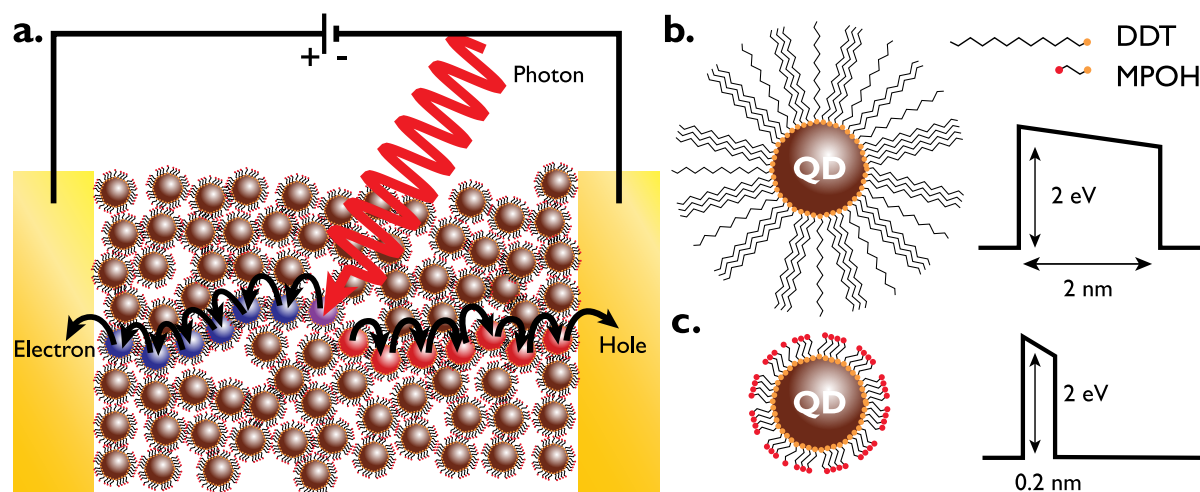 a.
+ -
Photon
Electron
Hole
b.
DDT
MPOH
QD
2 eV
2 nm
c.
QD
2 eV
0.2 nm